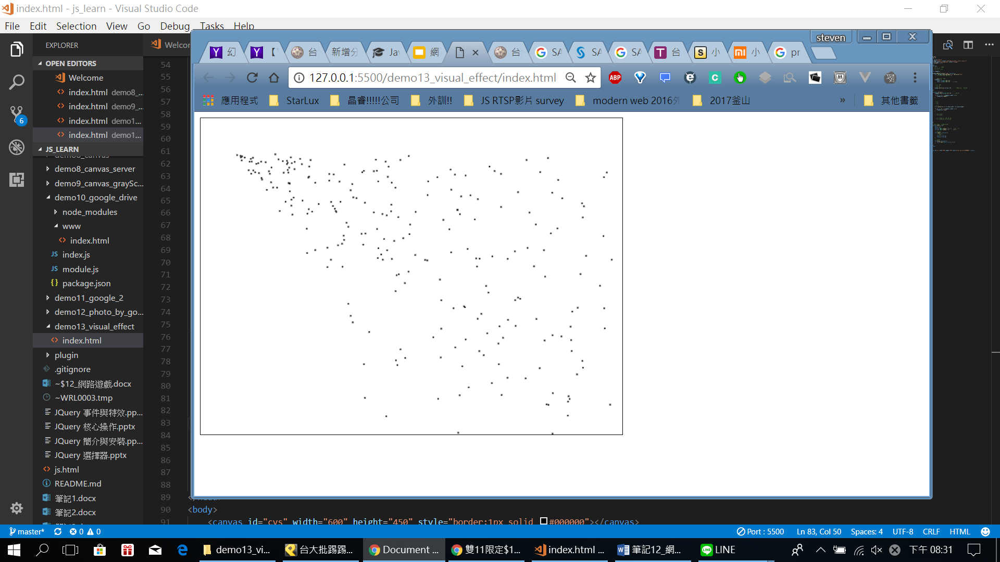 index.html - js_learn - Visual Studio Code
File Edit Selection View Go Debug Tasks Help
EXPLORER
OPEN EDITORS
Welcome
index.html demo8_...
index.html demo9_...
index.html demo1...
index.html demo1...
JS_LEARN
demo8_canvas_server
demo9_canvas_graySc...
demo10_google_drive
node_modules
www
index.html
index.js
module.js
package.json
demo11_google_2
demo12_photo_by_go...
demo13_visual_effect
index.html
plugin
.gitignore
~$12_網路遊戲.docx
~WRL0003.tmp
JQuery 事件與特效.pp...
JQuery 核心操作.pptx
JQuery 簡介與安裝.pp...
JQuery 選擇器.pptx
js.html
README.md
筆記1.docx
筆記2.docx
Welcor
54
55
56
57
58
59
60
61
62
63
64
65
66
67
68
69
70
71
72
73
74
75
76
77
78
79
80
81
82
83
84
85
86
87
88
89
90 <body>
91 <canvas id="cvs" width="600" height="450" style="border:1px solid #000000"></canvas>
steven
幻 台 新增分 Jav 網 台 SA SA SA 台 小 小 pr
127.0.0.1:5500/demo13_visual_effect/index.html
ABP
應用程式 StarLux 晶睿!!!!!公司 外訓!! JS RTSP影片 survey modern web 2016外 2017釜山 » 其他書籤
master* 0 0 Port : 5500 Ln 83, Col 50 Spaces: 4 UTF-8 CRLF HTML
demo13_vi... 台大批踢踢... Document ... 雙11限定$1... index.html ... 筆記12_網... LINE 下午 08:31